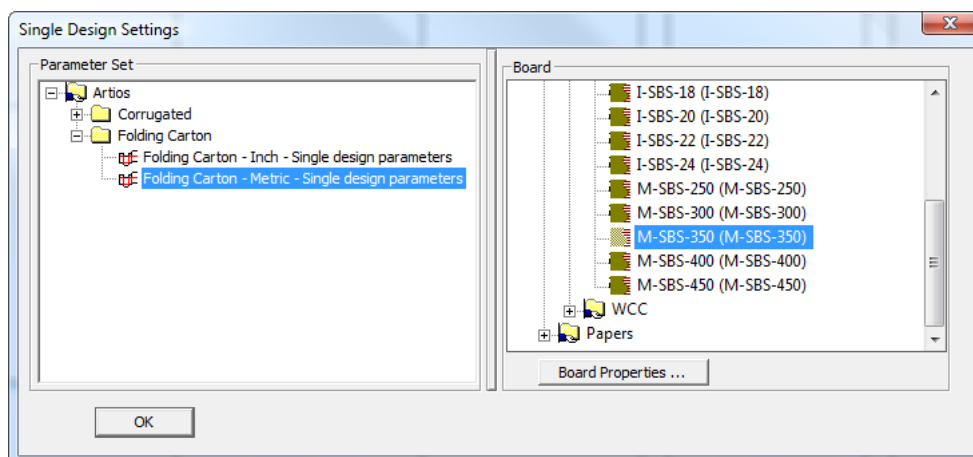 Single Design Settings
Parameter Set
Artios
Corrugated
Folding Carton
Folding Carton - Inch - Single design parameters
Folding Carton - Metric - Single design parameters
OK
Board
I-SBS-18 (I-SBS-18)
I-SBS-20 (I-SBS-20)
I-SBS-22 (I-SBS-22)
I-SBS-24 (I-SBS-24)
M-SBS-250 (M-SBS-250)
M-SBS-300 (M-SBS-300)
M-SBS-350 (M-SBS-350)
M-SBS-400 (M-SBS-400)
M-SBS-450 (M-SBS-450)
WCC
Papers
Board Properties ...